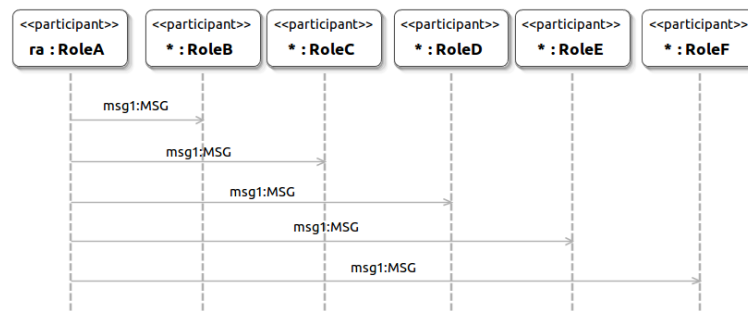 <<participant>> <<participant>> <<participant>> <<participant>> <<participant>> <<participant>>
ra : RoleA * : RoleB * : RoleC * : RoleD * : RoleE * : RoleF
msg1:MSG
msg1:MSG
msg1:MSG
msg1:MSG
msg1:MSG